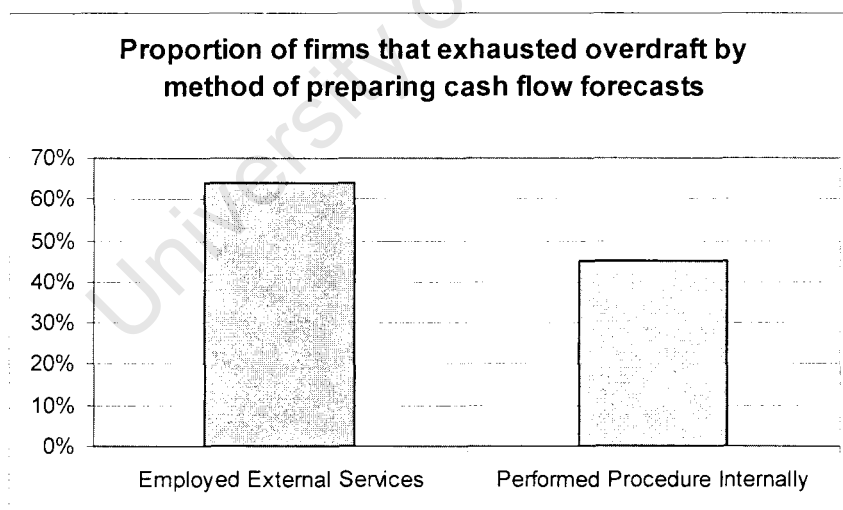 Proportion of firms that exhausted overdraft by
method of preparing cash flow forecasts
70%
60%
50%
40%
30%
20%
10%
0%
Employed External Services
Performed Procedure Internally
University o